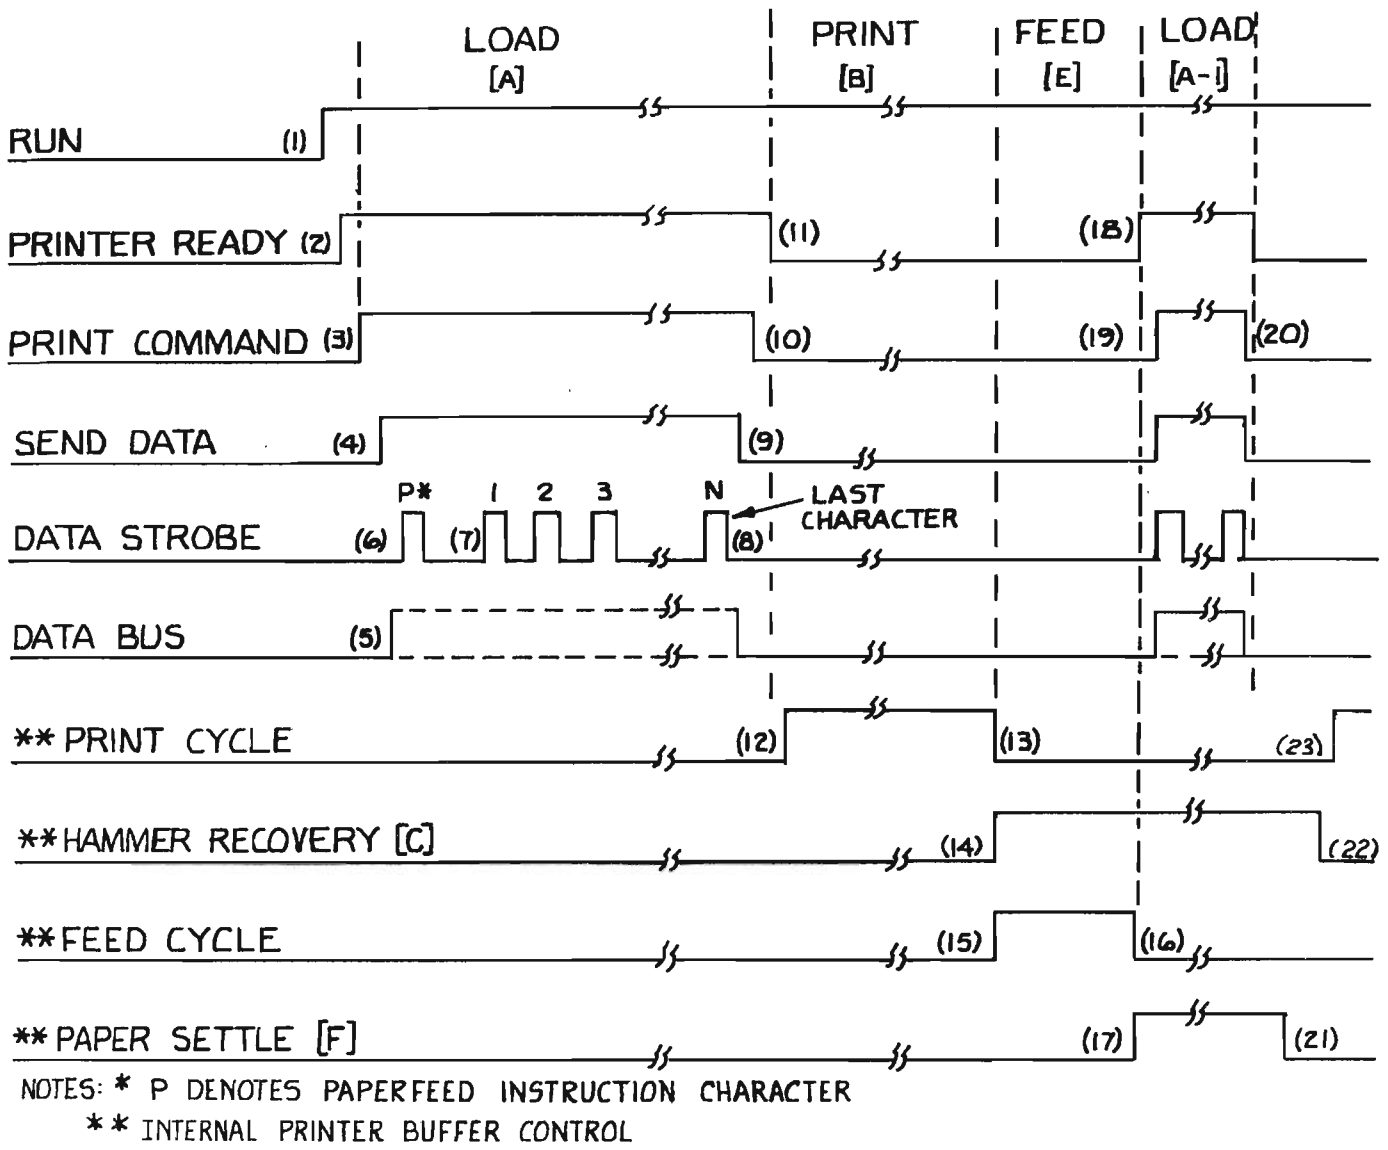 LOAD PRINT FEED LOAD
[A] [B] [E] [A-1]
RUN (1)
PRINTER READY (2) (11) (18)
PRINT COMMAND (3) (10) (19) (20)
SEND DATA (4) (9)
P* 1 2 3 N LAST
CHARACTER
DATA STROBE (6) (7) (8)
DATA BUS (5)
** PRINT CYCLE (12) (13) (23)
** HAMMER RECOVERY [C] (14) (22)
** FEED CYCLE (15) (16)
** PAPER SETTLE [F] (17) (21)
NOTES: * P DENOTES PAPERFEED INSTRUCTION CHARACTER
** INTERNAL PRINTER BUFFER CONTROL